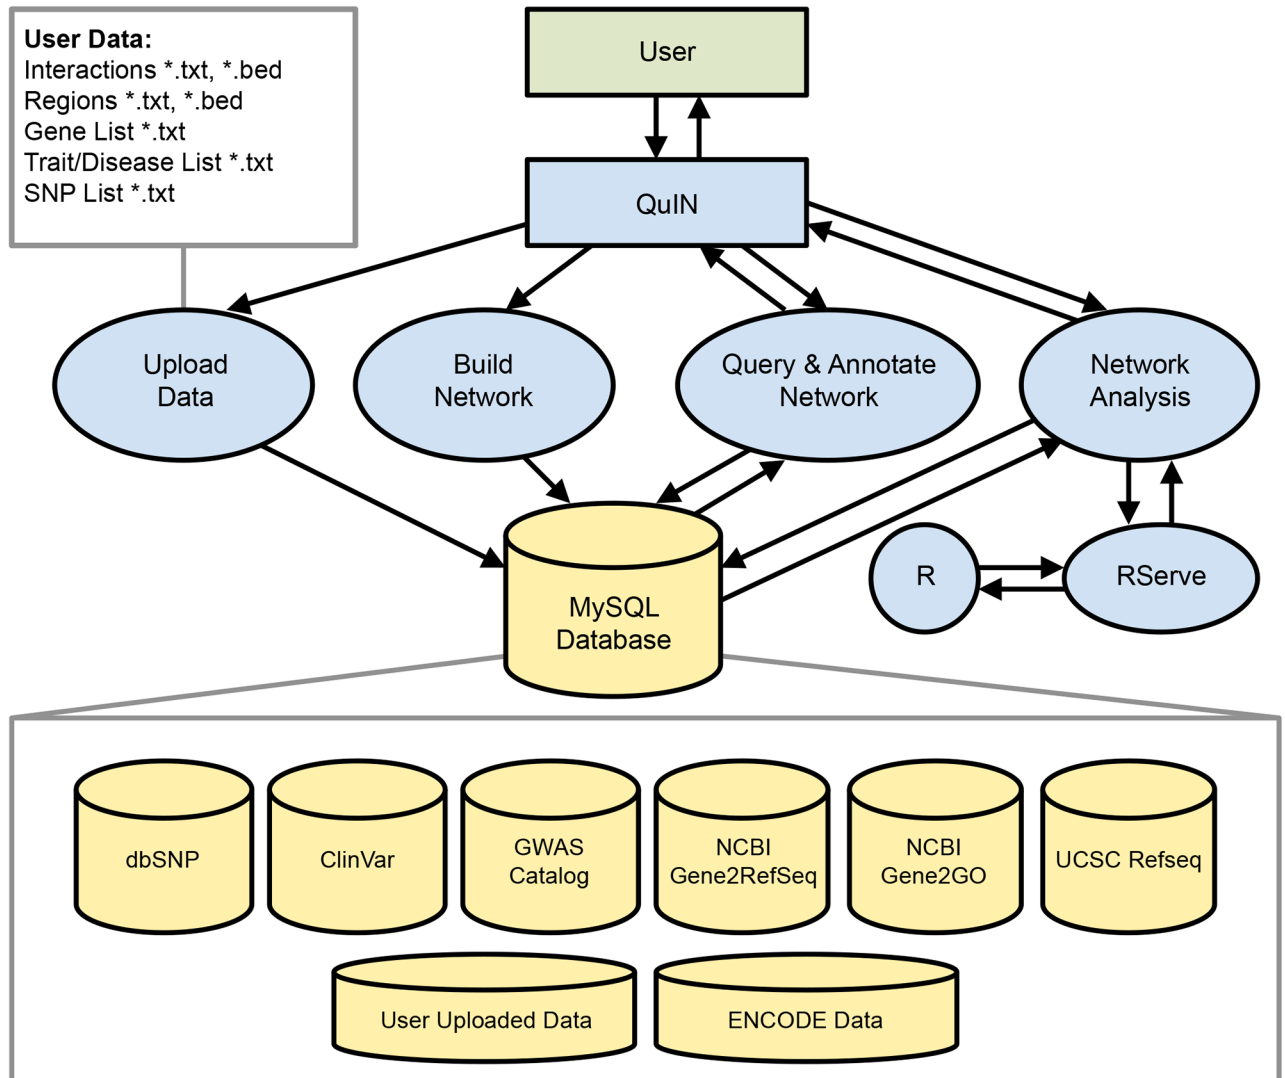 User Data:
Interactions *.txt, *.bed
Regions *.txt, *.bed
Gene List *.txt
Trait/Disease List *.txt
SNP List *.txt
User
QuIN
Upload
Data
Build
Network
Query & Annotate
Network
Network
Analysis
R
RServe
MySQL
Database
dbSNP
ClinVar
GWAS
Catalog
NCBI
Gene2RefSeq
NCBI
Gene2GO
UCSC Refseq
User Uploaded Data
ENCODE Data